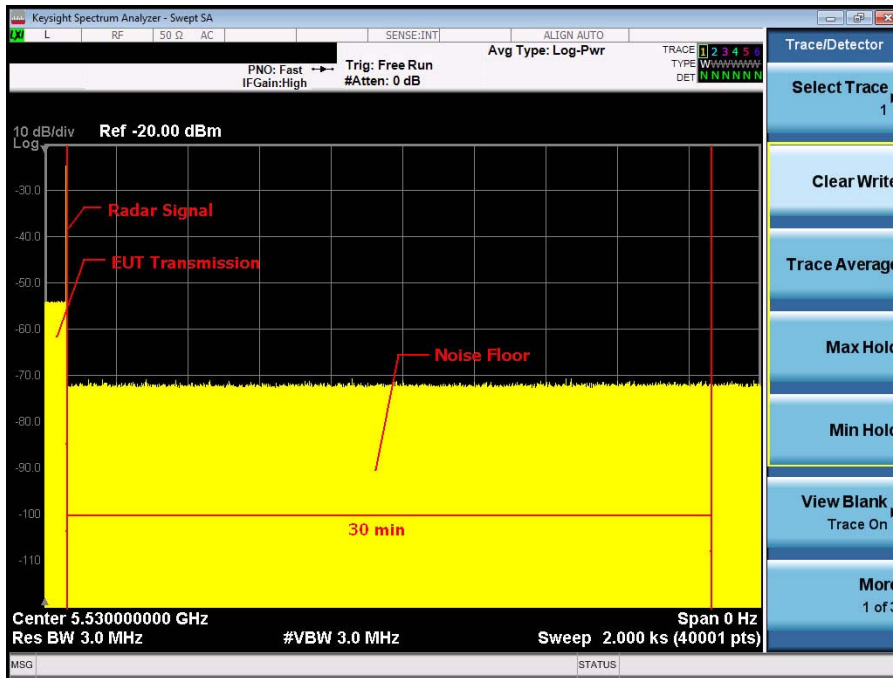 Keysight Spectrum Analyzer - Swept SA
LXI L RF 50 Ω AC SENSE:INT ALIGN AUTO
Avg Type: Log-Pwr
TRACE 1 2 3 4 5 6
TYPE WWWWWWW
DET N N N N N N
PNO: Fast
IFGain:High
Trig: Free Run
#Atten: 0 dB
10 dB/div Ref -20.00 dBm
Log
-30.0
-40.0
-50.0
-60.0
-70.0
-80.0
-90.0
-100
-110
Radar Signal
EUT Transmission
Noise Floor
30 min
Center 5.530000000 GHz Span 0 Hz
Res BW 3.0 MHz #VBW 3.0 MHz Sweep 2.000 ks (40001 pts)
MSG STATUS
Trace/Detector
Select Trace
1
Clear Write
Trace Average
Max Hold
Min Hold
View Blank
Trace On
More
1 of 3